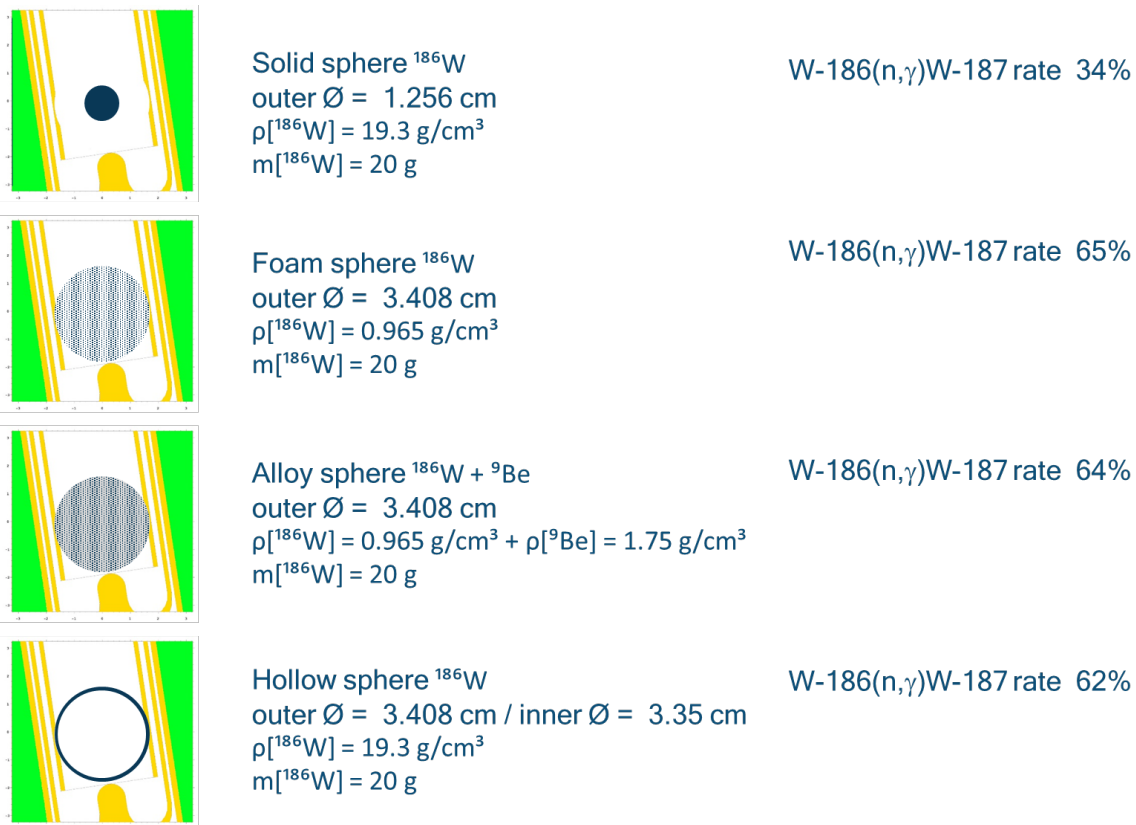 Solid sphere ¹⁸⁶W
outer Ø = 1.256 cm
ρ[¹⁸⁶W] = 19.3 g/cm³
m[¹⁸⁶W] = 20 g
W-186(n,γ)W-187 rate 34%
Foam sphere ¹⁸⁶W
outer Ø = 3.408 cm
ρ[¹⁸⁶W] = 0.965 g/cm³
m[¹⁸⁶W] = 20 g
W-186(n,γ)W-187 rate 65%
Alloy sphere ¹⁸⁶W + ⁹Be
outer Ø = 3.408 cm
ρ[¹⁸⁶W] = 0.965 g/cm³ + ρ[⁹Be] = 1.75 g/cm³
m[¹⁸⁶W] = 20 g
W-186(n,γ)W-187 rate 64%
Hollow sphere ¹⁸⁶W
outer Ø = 3.408 cm / inner Ø = 3.35 cm
ρ[¹⁸⁶W] = 19.3 g/cm³
m[¹⁸⁶W] = 20 g
W-186(n,γ)W-187 rate 62%